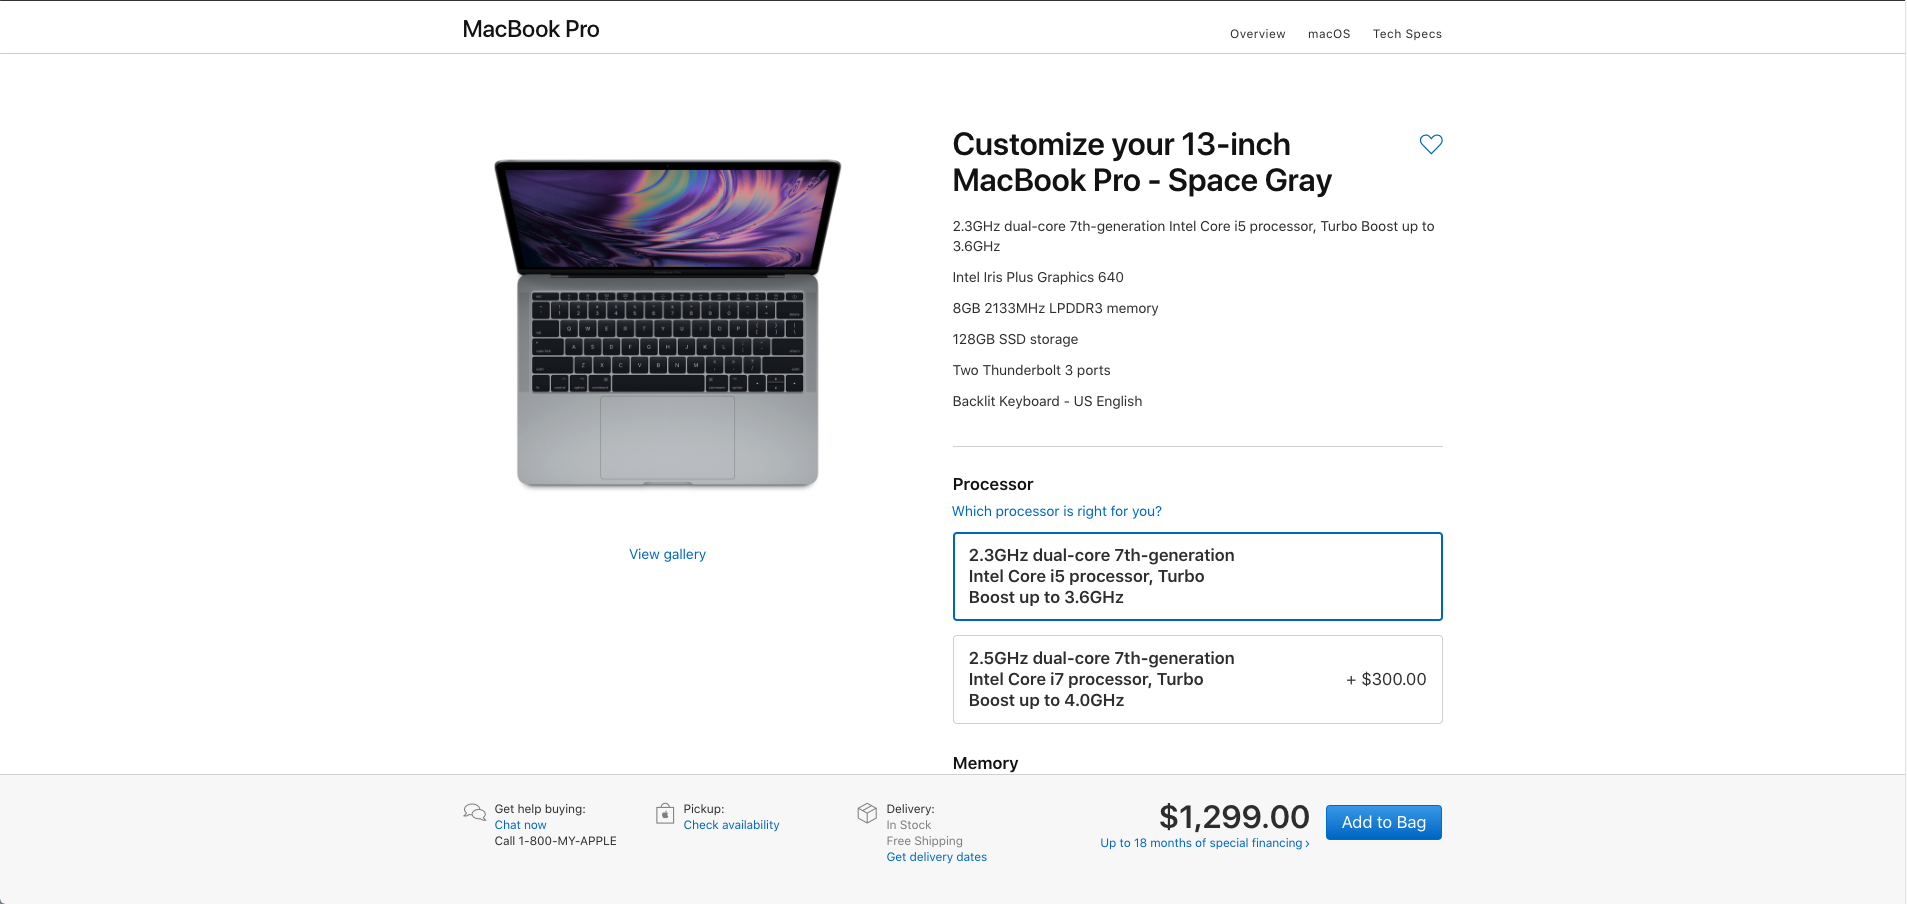 MacBook Pro
Overview
macOS
Tech Specs
Customize your 13-inch
MacBook Pro - Space Gray
2.3GHz dual-core 7th-generation Intel Core i5 processor, Turbo Boost up to
3.6GHz
Intel Iris Plus Graphics 640
8GB 2133MHz LPDDR3 memory
128GB SSD storage
Two Thunderbolt 3 ports
Backlit Keyboard - US English
View gallery
Processor
Which processor is right for you?
2.3GHz dual-core 7th-generation
Intel Core i5 processor, Turbo
Boost up to 3.6GHz
2.5GHz dual-core 7th-generation
Intel Core i7 processor, Turbo
Boost up to 4.0GHz
+ $300.00
Memory
Get help buying:
Chat now
Call 1-800-MY-APPLE
Pickup:
Check availability
Delivery:
In Stock
Free Shipping
Get delivery dates
$1,299.00
Up to 18 months of special financing ›
Add to Bag